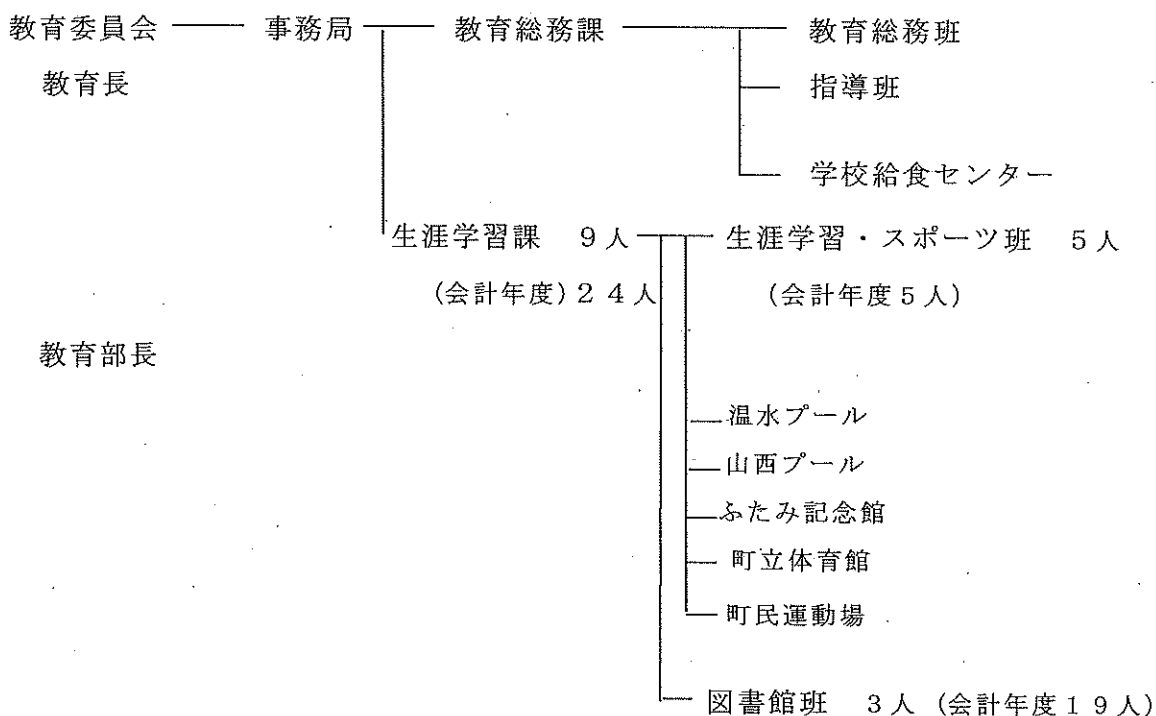 教育委員会 事務局 教育総務課 教育総務班
教育長 指導班
学校給食センター
生涯学習課 9人 生涯学習・スポーツ班 5人
(会計年度)24人 (会計年度5人)
教育部長
温水プール
山西プール
ふたみ記念館
町立体育館
町民運動場
図書館班 3人 (会計年度19人)